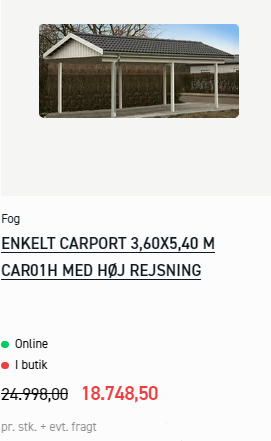 Fog
ENKELT CARPORT 3,60X5,40 M
CAR01H MED HØJ REJSNING
Online
I butik
24.998,00 18.748,50
pr. stk. + evt. fragt